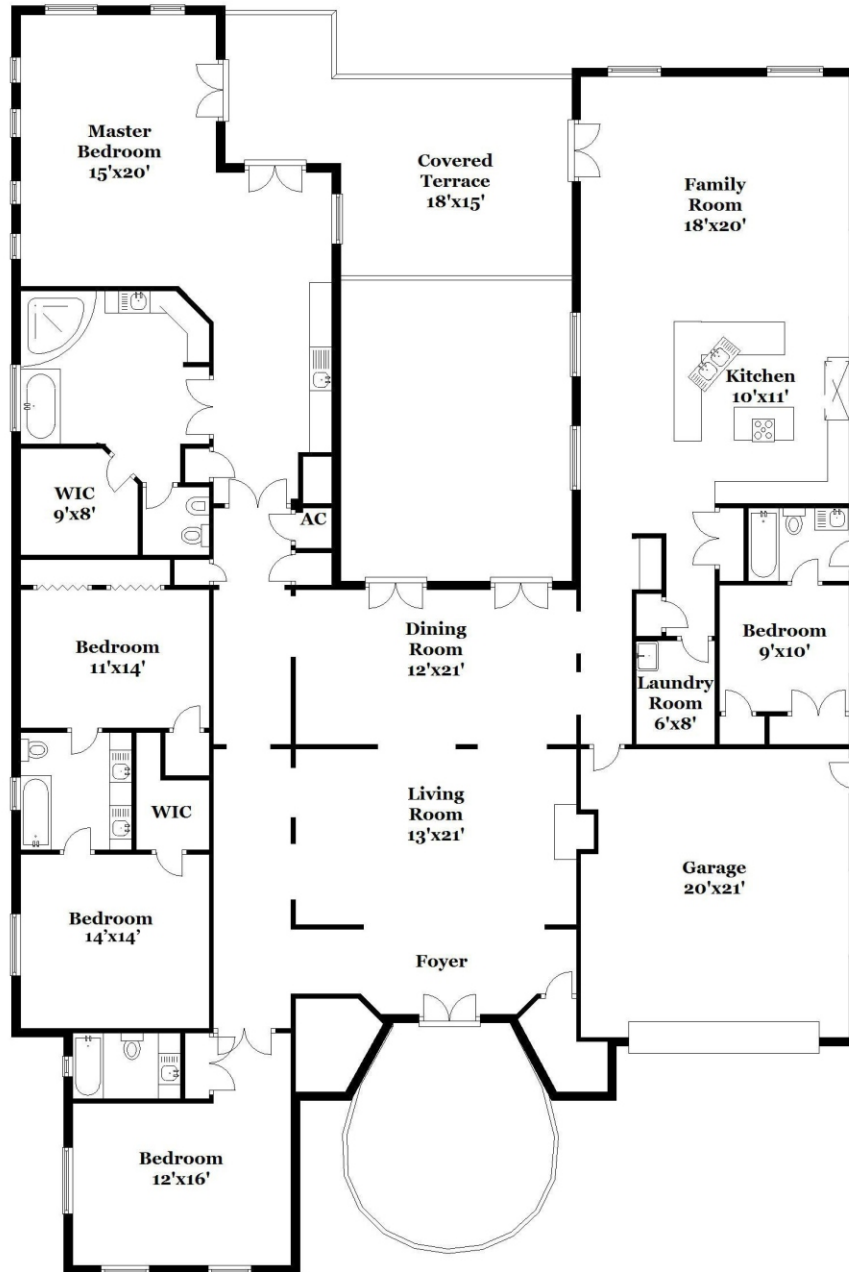 Master
Bedroom
15'x20'
Covered
Terrace
18'x15'
Family
Room
18'x20'
Kitchen
10'x11'
WIC
9'x8'
AC
Bedroom
11'x14'
Dining
Room
12'x21'
Bedroom
9'x10'
Laundry
Room
6'x8'
WIC
Living
Room
13'x21'
Garage
20'x21'
Bedroom
14'x14'
Foyer
Bedroom
12'x16'